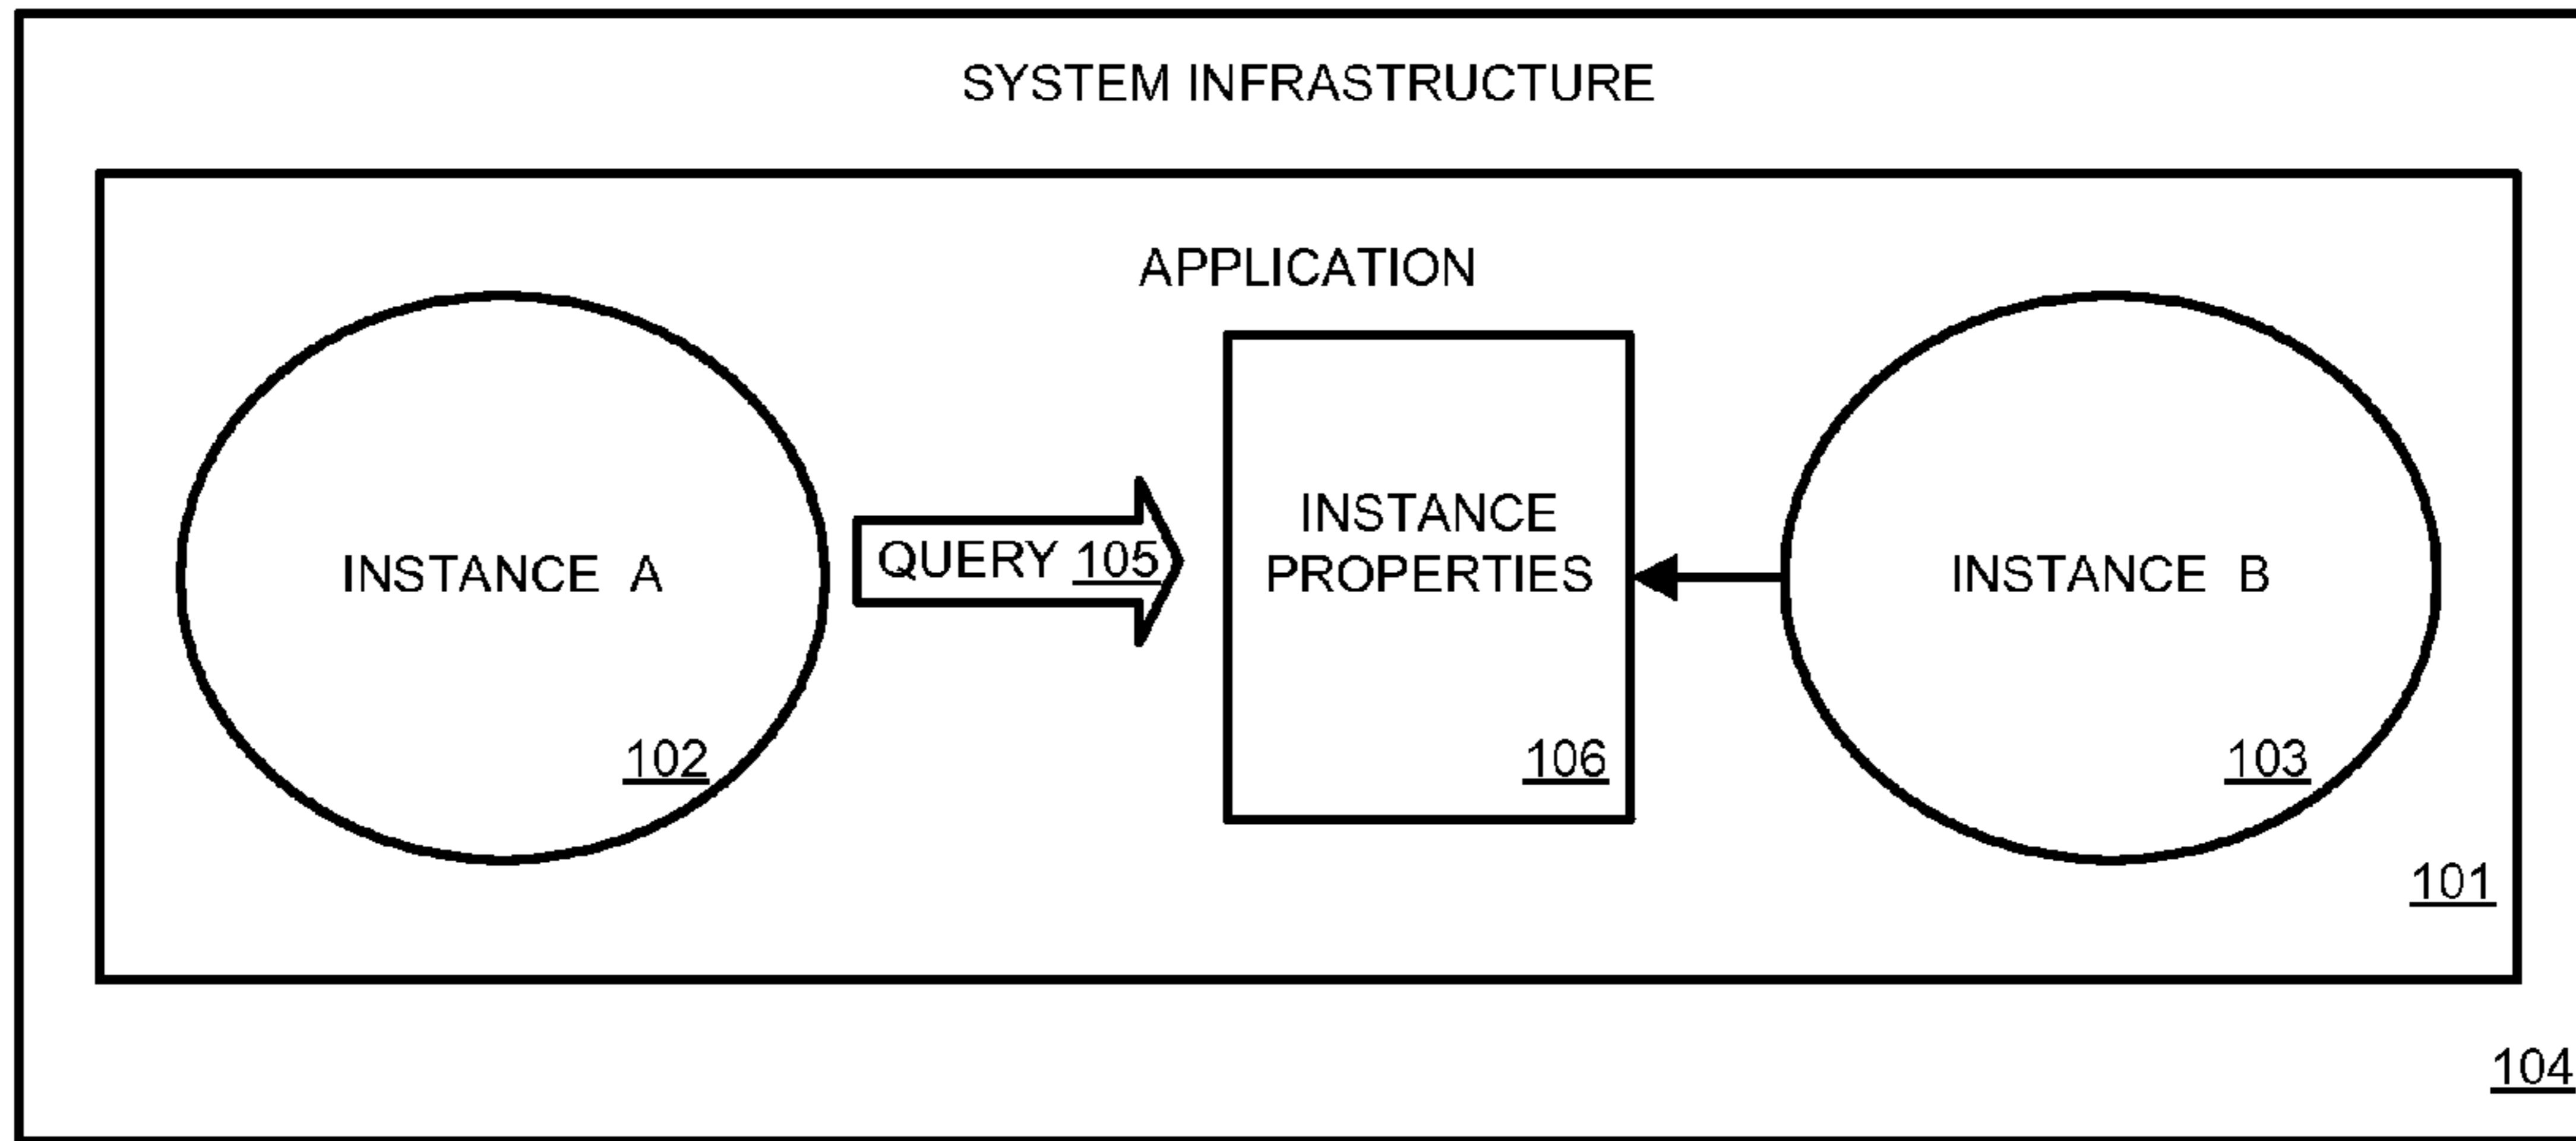 SYSTEM INFRASTRUCTURE
APPLICATION
INSTANCE A
102
QUERY 105
INSTANCE
PROPERTIES
106
INSTANCE B
103
101
104